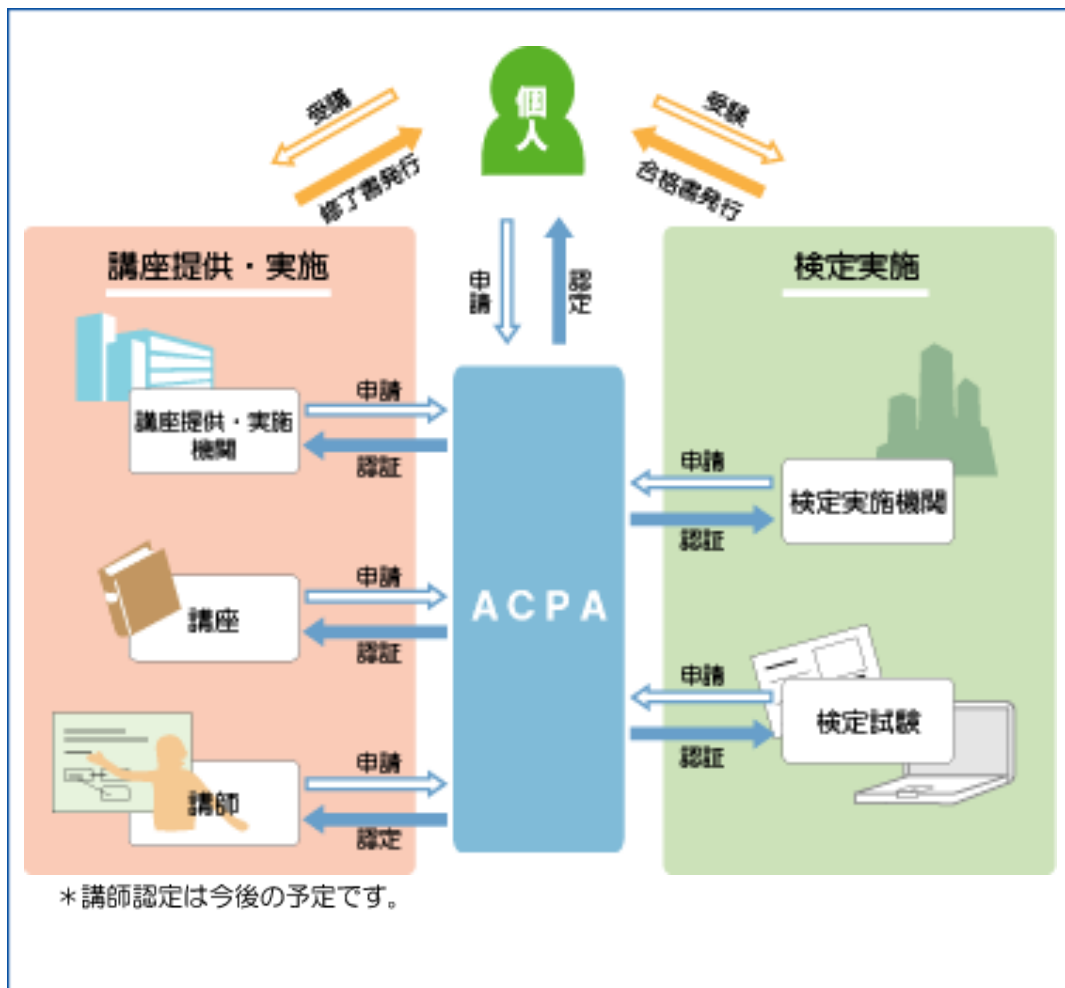 個
人
受講
修了書発行
受験
合格書発行
申請
認定
講座提供・実施
講座提供・実施
機関
申請
認証
講座
申請
認証
講師
申請
認定
ACPA
検定実施
申請
認証
検定実施機関
申請
認証
検定試験
＊講師認定は今後の予定です。